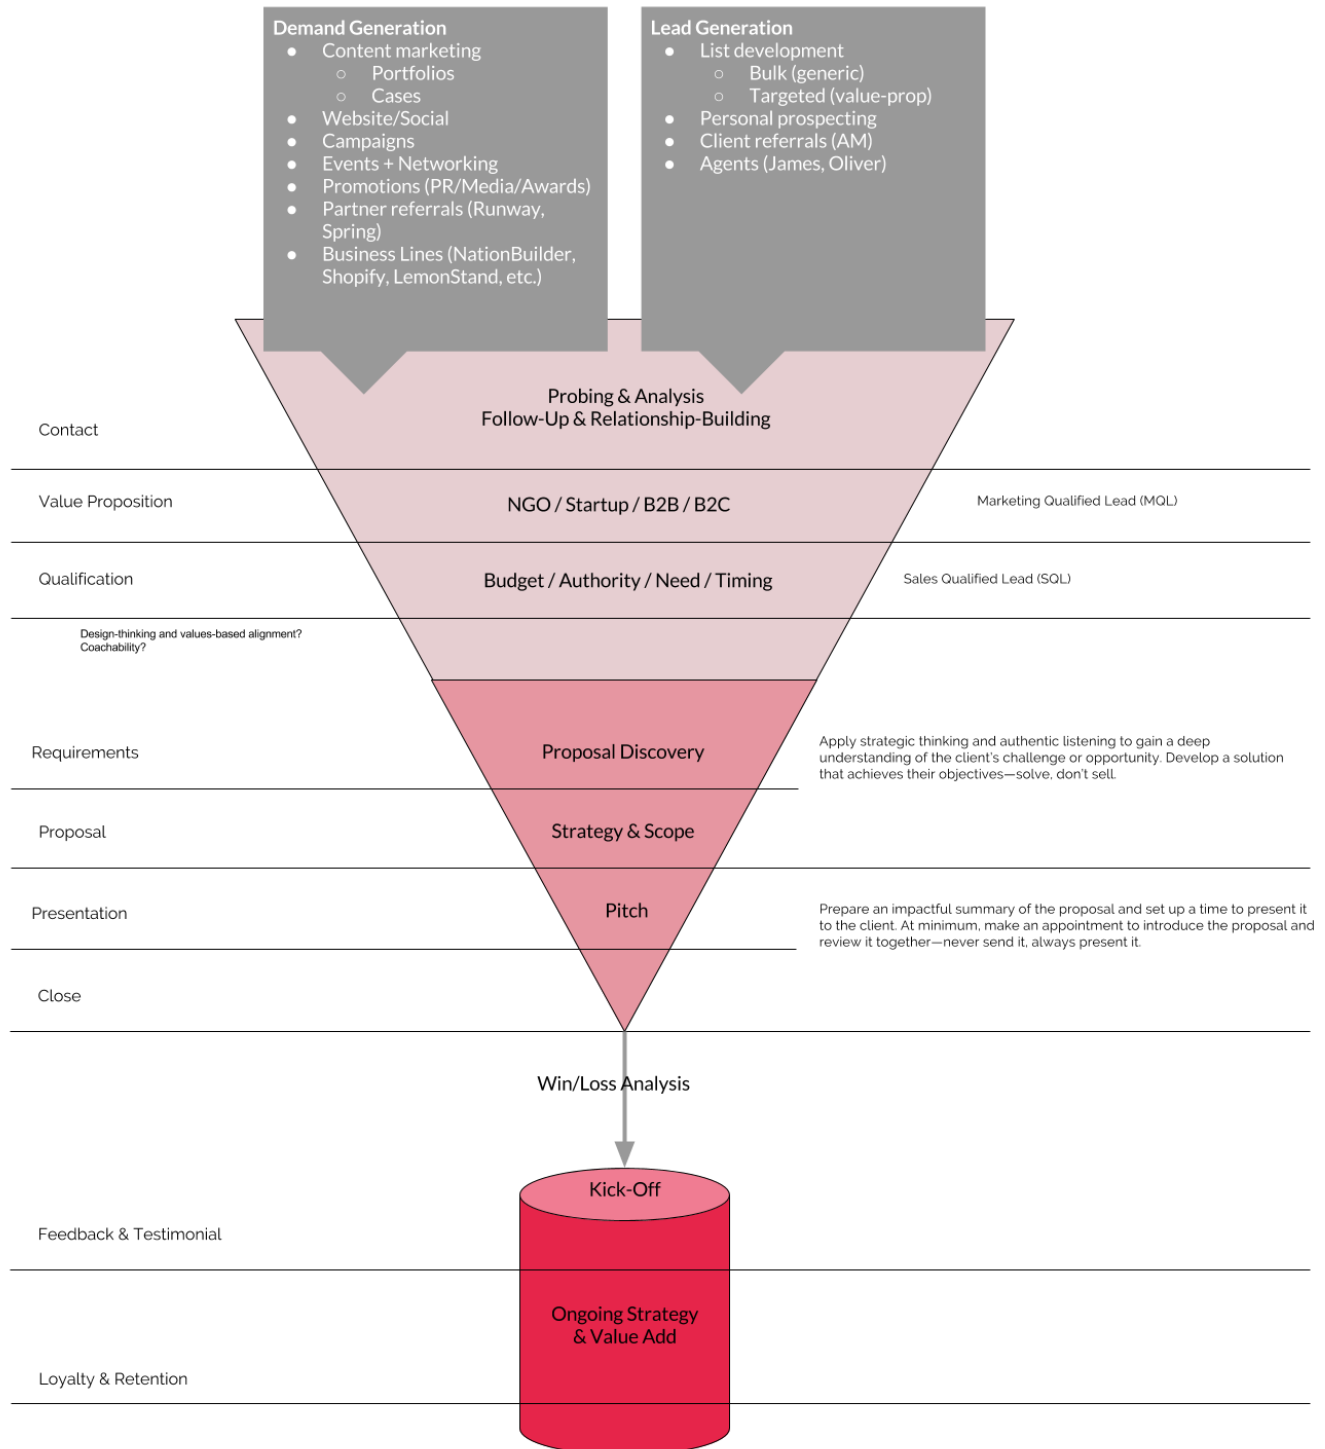 Demand Generation
● Content marketing
○ Portfolios
○ Cases
● Website/Social
● Campaigns
● Events + Networking
● Promotions (PR/Media/Awards)
● Partner referrals (Runway,
Spring)
● Business Lines (NationBuilder,
Shopify, LemonStand, etc.)
Lead Generation
● List development
○ Bulk (generic)
○ Targeted (value-prop)
● Personal prospecting
● Client referrals (AM)
● Agents (James, Oliver)
Probing & Analysis
Follow-Up & Relationship-Building
Contact
Value Proposition
NGO / Startup / B2B / B2C
Marketing Qualified Lead (MQL)
Qualification
Budget / Authority / Need / Timing
Sales Qualified Lead (SQL)
Design-thinking and values-based alignment?
Coachability?
Requirements
Proposal Discovery
Apply strategic thinking and authentic listening to gain a deep
understanding of the client's challenge or opportunity. Develop a solution
that achieves their objectives—solve, don't sell.
Proposal
Strategy & Scope
Presentation
Pitch
Prepare an impactful summary of the proposal and set up a time to present it
to the client. At minimum, make an appointment to introduce the proposal and
review it together—never send it, always present it.
Close
Win/Loss Analysis
Kick-Off
Feedback & Testimonial
Ongoing Strategy
& Value Add
Loyalty & Retention